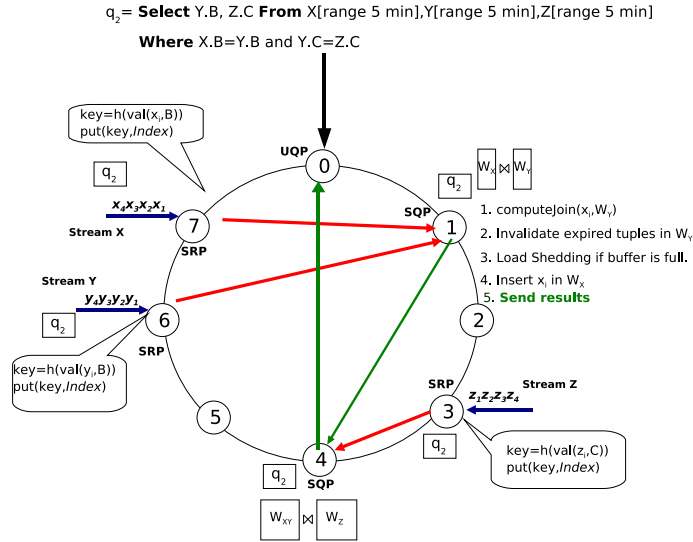 q2= Select Y.B, Z.C From X[range 5 min],Y[range 5 min],Z[range 5 min]
Where X.B=Y.B and Y.C=Z.C
key=h(val(xi,B))
put(key,Index)
UQP
0
q2
WX ⋈ WY
q2
x4x3x2x1
Stream X
7
SRP
SQP
1
1. computeJoin(xi,WY)
2. Invalidate expired tuples in WY
3. Load Shedding if buffer is full.
4. Insert xi in WX
5. Send results
Stream Y
y4y3y2y1
q2
6
SRP
2
key=h(val(yi,B))
put(key,Index)
SRP
Stream Z
z1z2z3z4
3
5
q2
key=h(val(zi,C))
put(key,Index)
4
q2
SQP
WXY ⋈ WZ